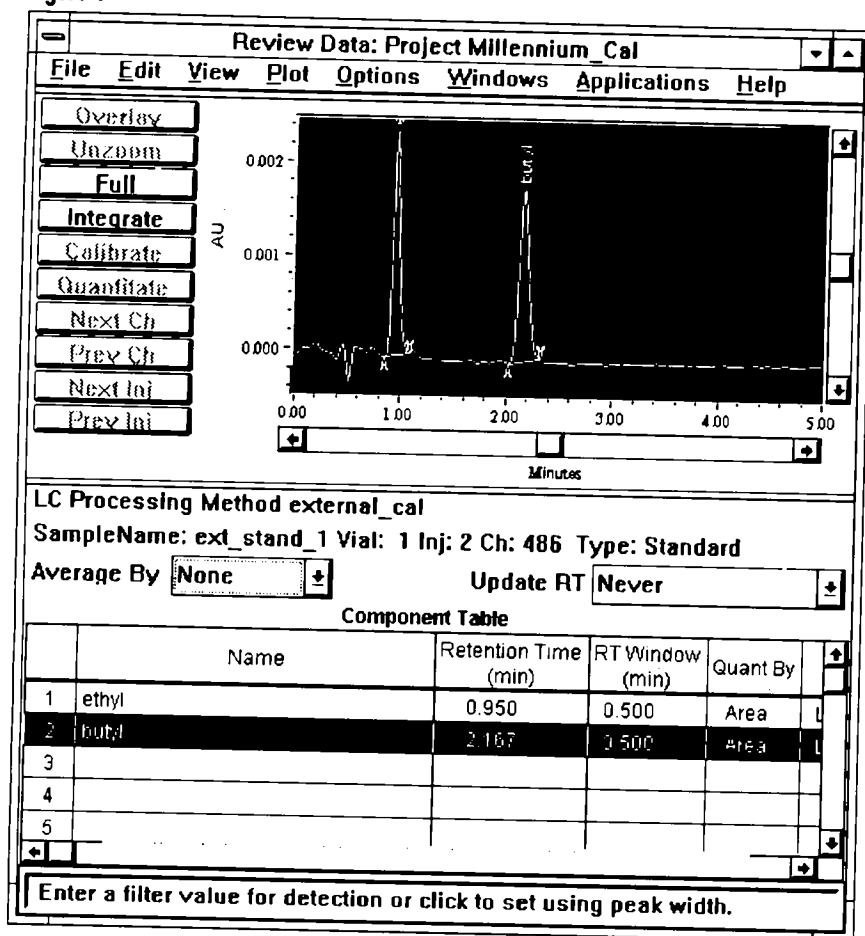 Review Data: Project Millennium_Cal
File Edit View Plot Options Windows Applications Help
Overlay
Unzoom
Full
Integrate
Calibrate
Quantitate
Next Ch
Prev Ch
Next Inj
Prev Inj
AU
0.002
0.001
0.000
butyl
0.00 1.00 2.00 3.00 4.00 5.00
Minutes
LC Processing Method external_cal
SampleName: ext_stand_1 Vial: 1 Inj: 2 Ch: 486 Type: Standard
Average By None Update RT Never
Component Table
Name Retention Time (min) RT Window (min) Quant By
1 ethyl 0.950 0.500 Area L
2 butyl 2.167 0.500 Area L
3
4
5
Enter a filter value for detection or click to set using peak width.